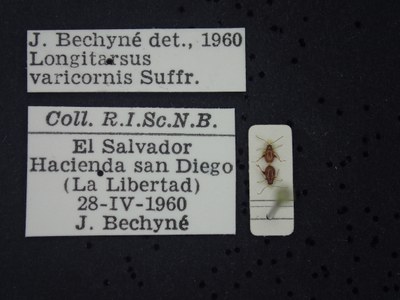 J. Bechyné det., 1960
Longitarsus
varicornis Suffr.
Coll. R.I.Sc.N.B.
El Salvador
Hacienda san Diego
(La Libertad)
28-IV-1960
J. Bechyné